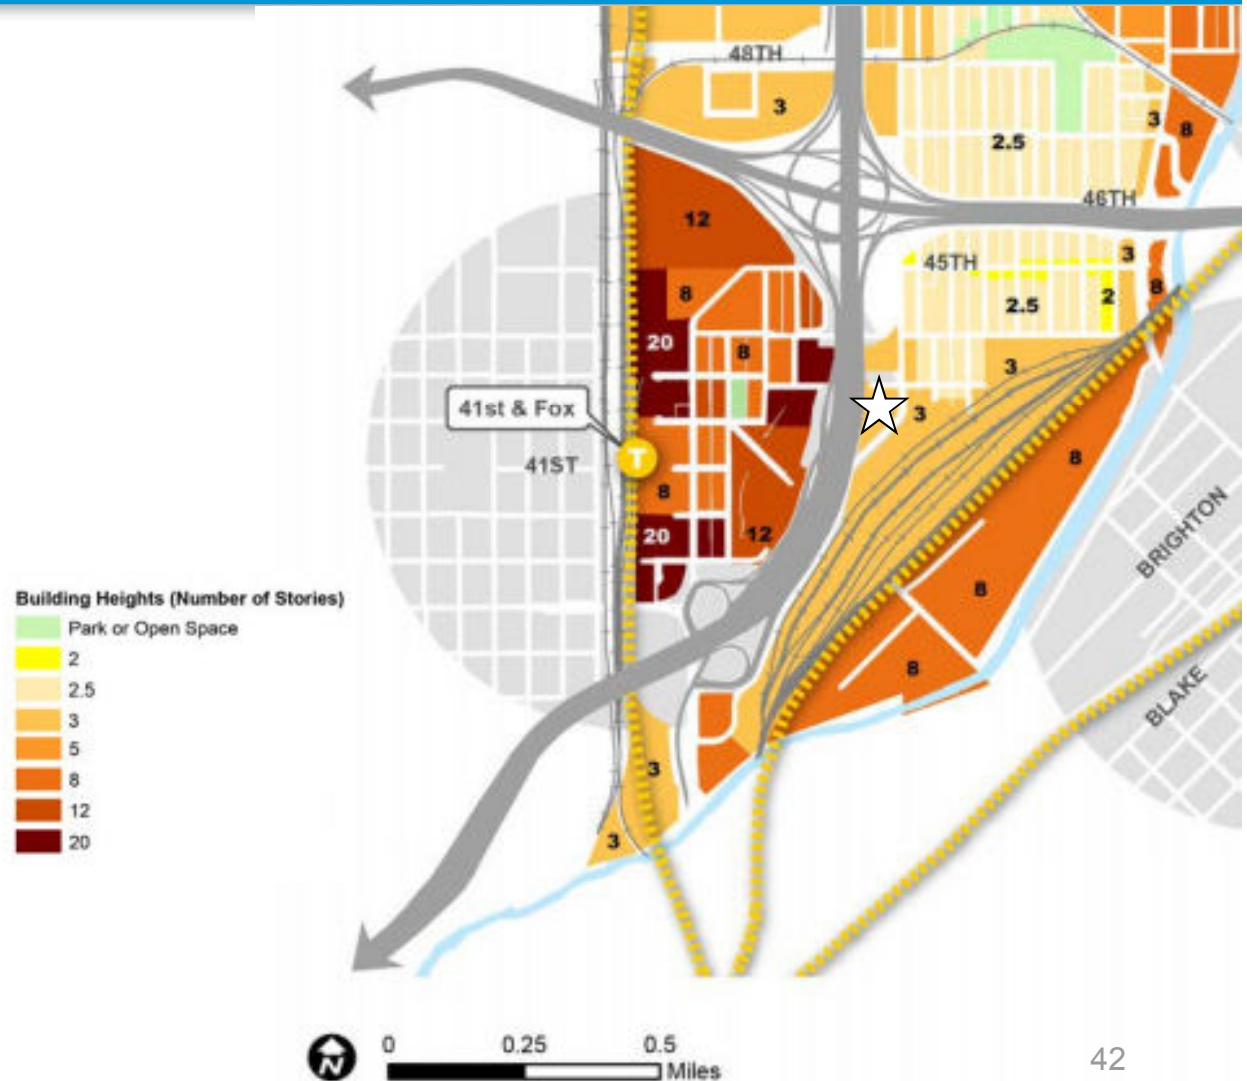 48TH
3
2.5
3
8
46TH
12
45TH
3
8
8
2
2.5
20
8
3
41st & Fox
3
41ST
T
8
8
20
12
BRIGHTON
8
Building Heights (Number of Stories)
Park or Open Space
2
2.5
3
5
8
12
20
8
BLAKE
3
3
N
0 0.25 0.5
Miles
42